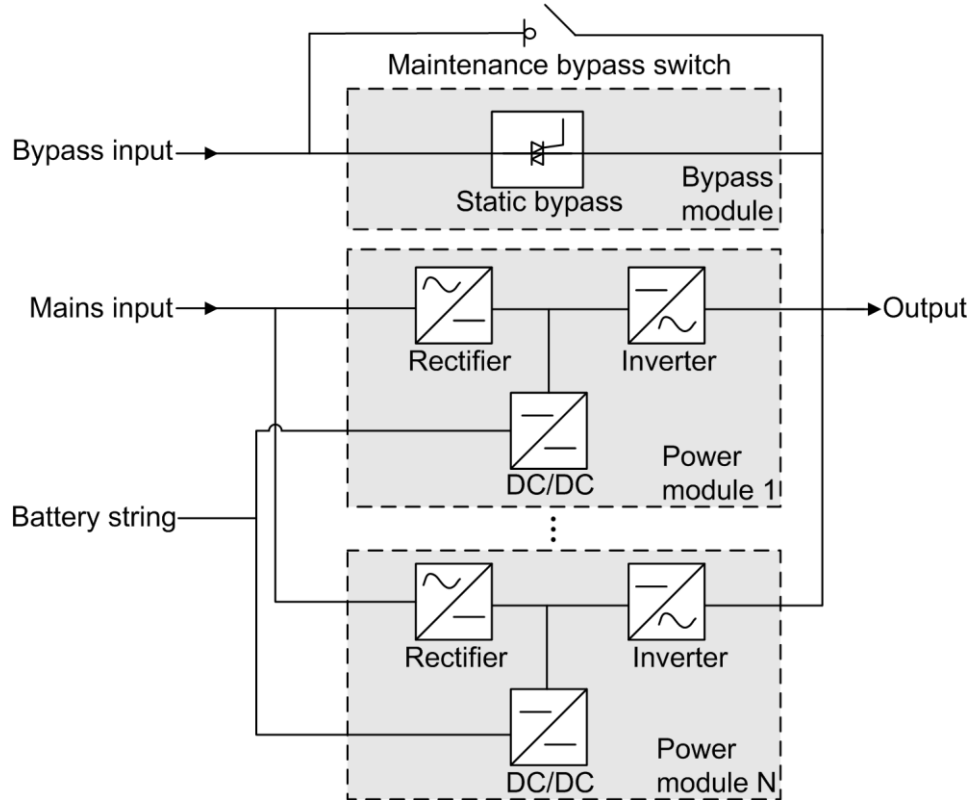 Maintenance bypass switch
Bypass input
Static bypass
Bypass
module
Mains input
Rectifier
Inverter
Output
DC/DC
Power
module 1
Battery string
Rectifier
Inverter
DC/DC
Power
module N